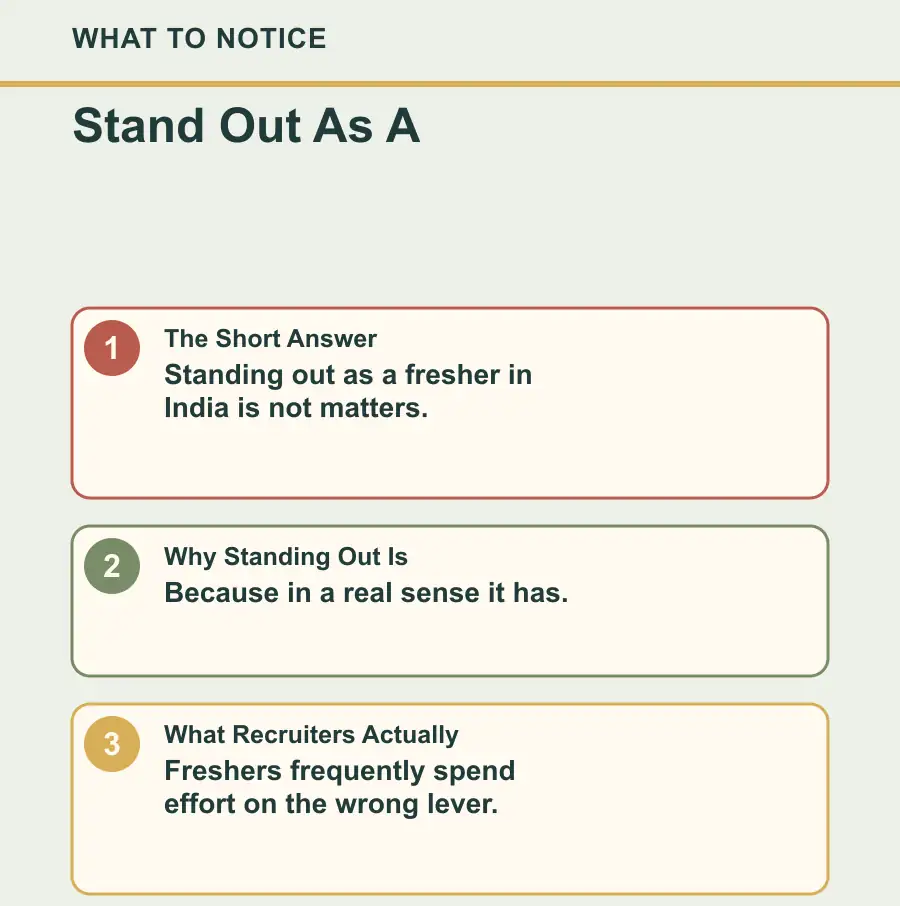 WHAT TO NOTICE
Stand Out As A
1
The Short Answer
Standing out as a fresher in
India is not matters.
2
Why Standing Out Is
Because in a real sense it has.
3
What Recruiters Actually
Freshers frequently spend
effort on the wrong lever.